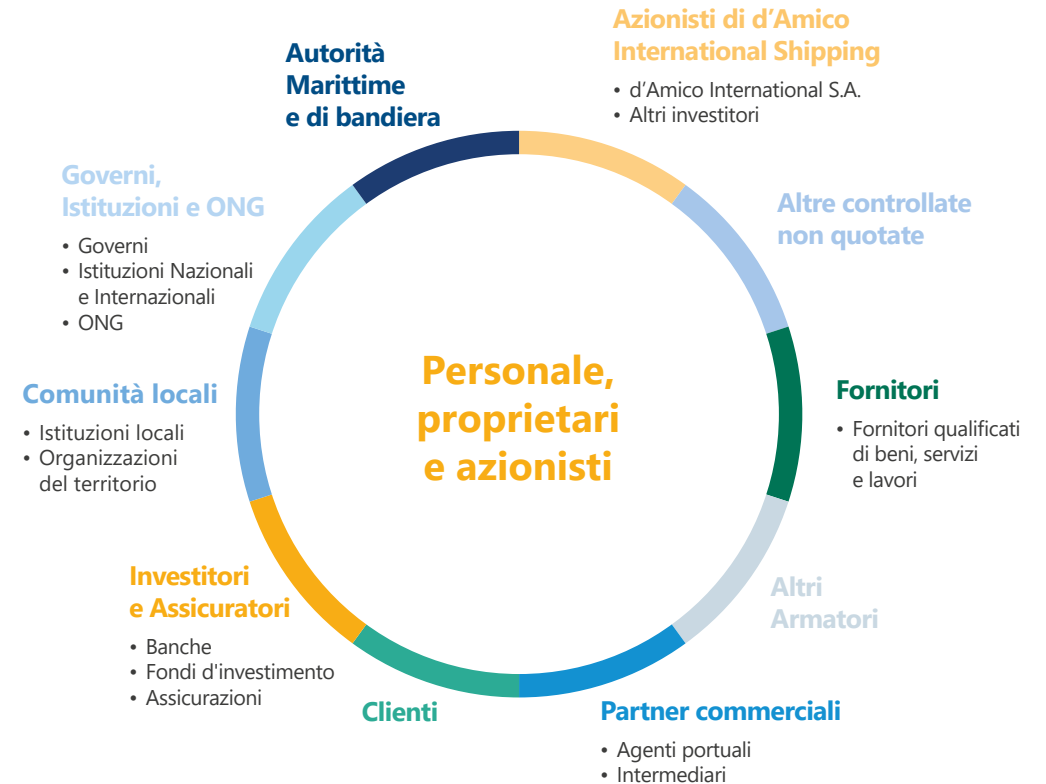 Azionisti di d'Amico
International Shipping
• d'Amico International S.A.
• Altri investitori
Autorità
Marittime
e di bandiera
Governi,
Istituzioni e ONG
• Governi
• Istituzioni Nazionali
e Internazionali
• ONG
Altre controllate
non quotate
Personale,
proprietari
e azionisti
Comunità locali
• Istituzioni locali
• Organizzazioni
del territorio
Fornitori
• Fornitori qualificati
di beni, servizi
e lavori
Investitori
e Assicuratori
• Banche
• Fondi d'investimento
• Assicurazioni
Altri
Armatori
Clienti
Partner commerciali
• Agenti portuali
• Intermediari